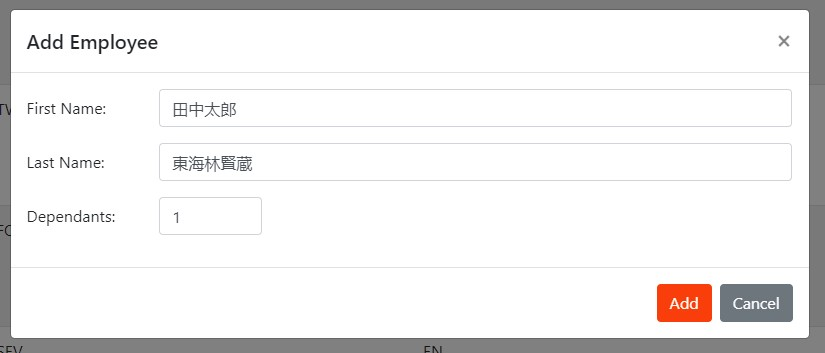 Add Employee ×
First Name: 田中太郎
Last Name: 東海林賢蔵
Dependants: 1
Add Cancel
EN